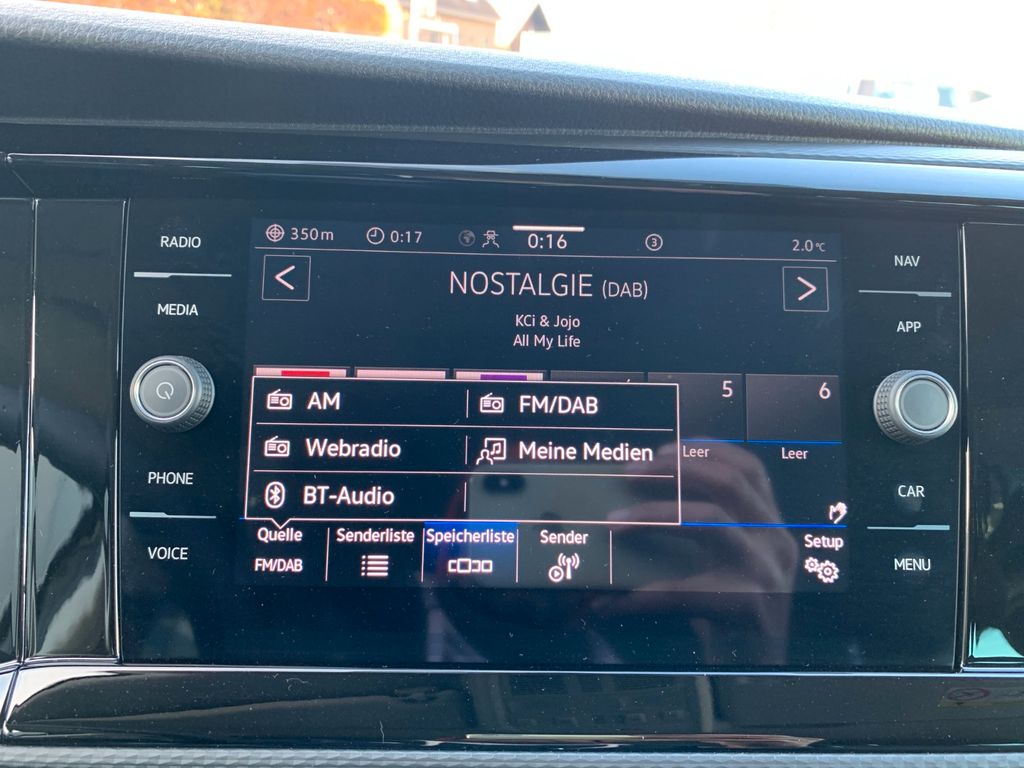 RADIO
MEDIA
PHONE
VOICE
350m
0:17
0:16
3
2.0°C
NOSTALGIE (DAB)
KCi & Jojo
All My Life
5
6
Leer
Leer
AM
FM/DAB
Webradio
Meine Medien
BT-Audio
Quelle
FM/DAB
Senderliste
Speicherliste
Sender
Setup
NAV
APP
CAR
MENU